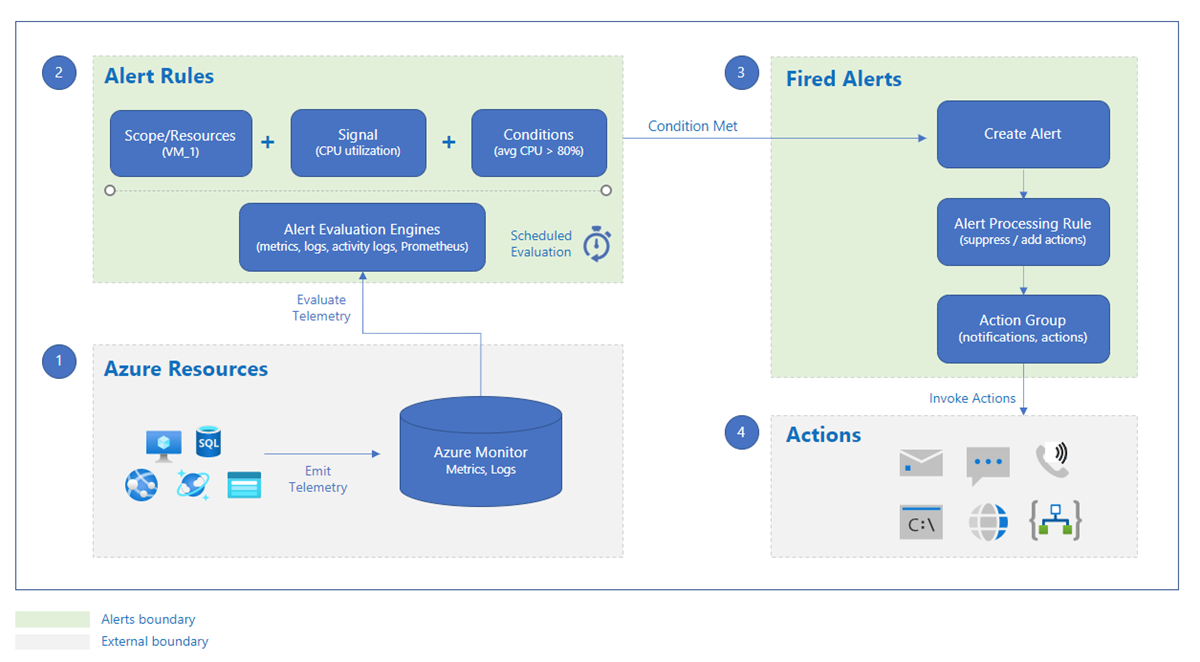 2
Alert Rules
Scope/Resources
(VM_1)
+
Signal
(CPU utilization)
+
Conditions
(avg CPU > 80%)
Alert Evaluation Engines
(metrics, logs, activity logs, Prometheus)
Scheduled
Evaluation
Condition Met
3
Fired Alerts
Create Alert
Alert Processing Rule
(suppress / add actions)
Action Group
(notifications, actions)
Evaluate
Telemetry
1
Azure Resources
SQL
Emit
Telemetry
Azure Monitor
Metrics, Logs
Invoke Actions
4
Actions
C:\
Alerts boundary
External boundary